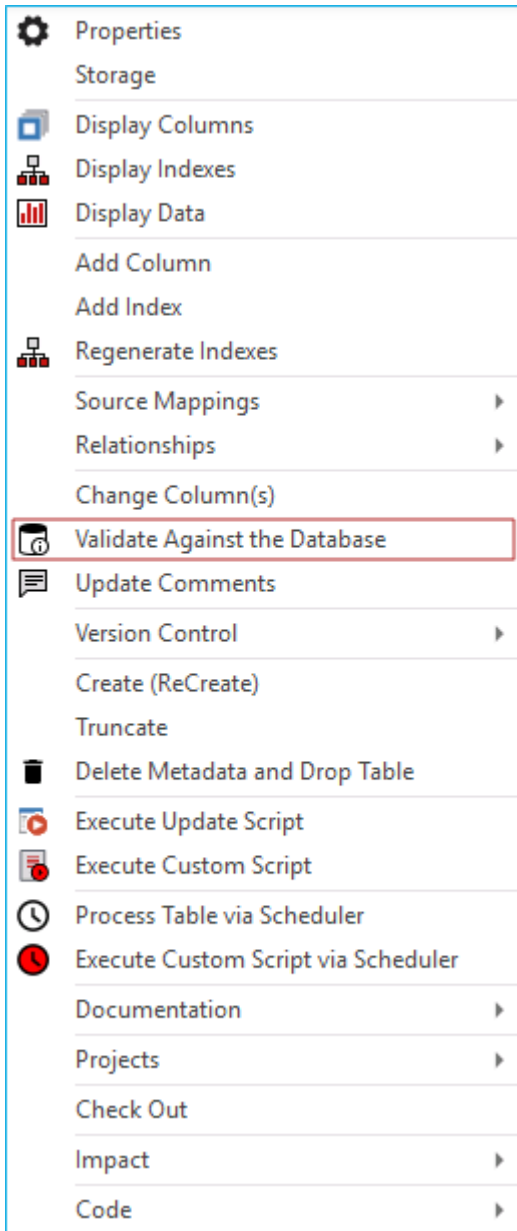 Properties
Storage
Display Columns
Display Indexes
Display Data
Add Column
Add Index
Regenerate Indexes
Source Mappings
Relationships
Change Column(s)
Validate Against the Database
Update Comments
Version Control
Create (ReCreate)
Truncate
Delete Metadata and Drop Table
Execute Update Script
Execute Custom Script
Process Table via Scheduler
Execute Custom Script via Scheduler
Documentation
Projects
Check Out
Impact
Code